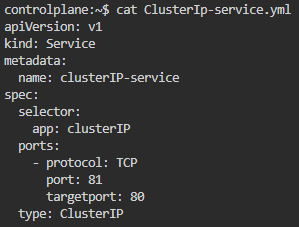 controlplane:~$ cat ClusterIp-service.yml
apiVersion: v1
kind: Service
metadata:
  name: clusterIP-service
spec:
  selector:
    app: clusterIP
  ports:
    - protocol: TCP
      port: 81
      targetport: 80
  type: ClusterIP